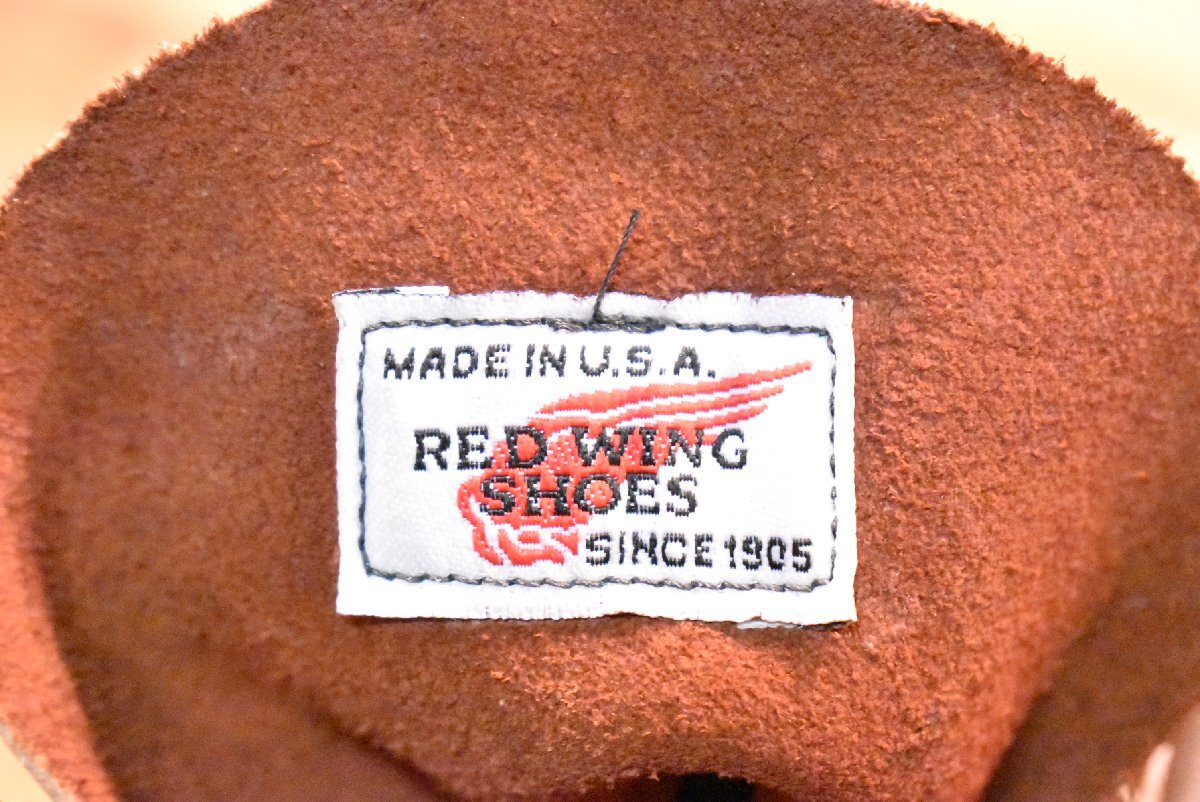 MADE IN U.S.A.
RED WING
SHOES
SINCE 1905